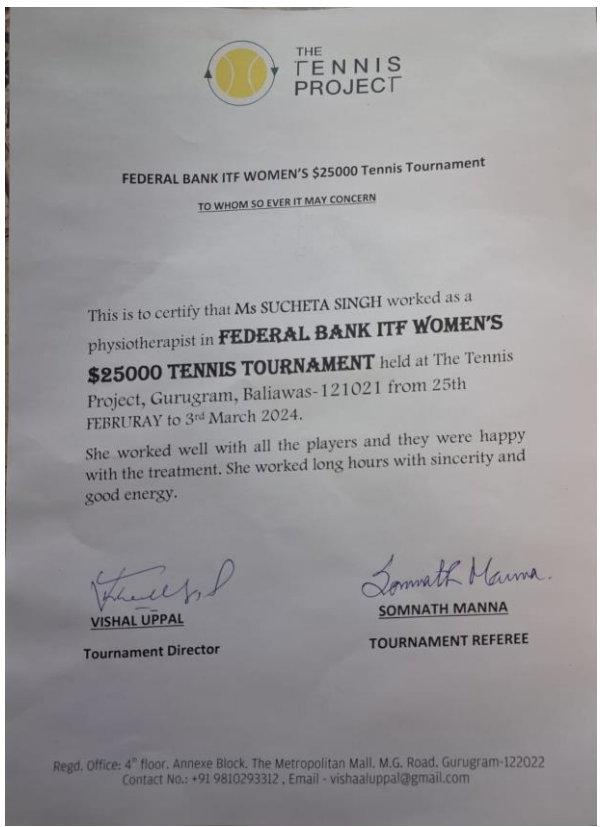 THE
TENNIS
PROJECT
FEDERAL BANK ITF WOMEN'S $25000 Tennis Tournament
TO WHOM SO EVER IT MAY CONCERN
This is to certify that Ms SUCHETA SINGH worked as a
physiotherapist in FEDERAL BANK ITF WOMEN'S
$25000 TENNIS TOURNAMENT held at The Tennis
Project, Gurugram, Baliawas-121021 from 25th
FEBRURAY to 3rd March 2024.
She worked well with all the players and they were happy
with the treatment. She worked long hours with sincerity and
good energy.
Somnath Manna.
VISHAL UPPAL
SOMNATH MANNA
Tournament Director
TOURNAMENT REFEREE
Regd. Office: 4th floor, Annexe Block, The Metropolitan Mall, M.G. Road, Gurugram-122022
Contact No.: +91 9810293312 , Email - vishaaluppal@gmail.com